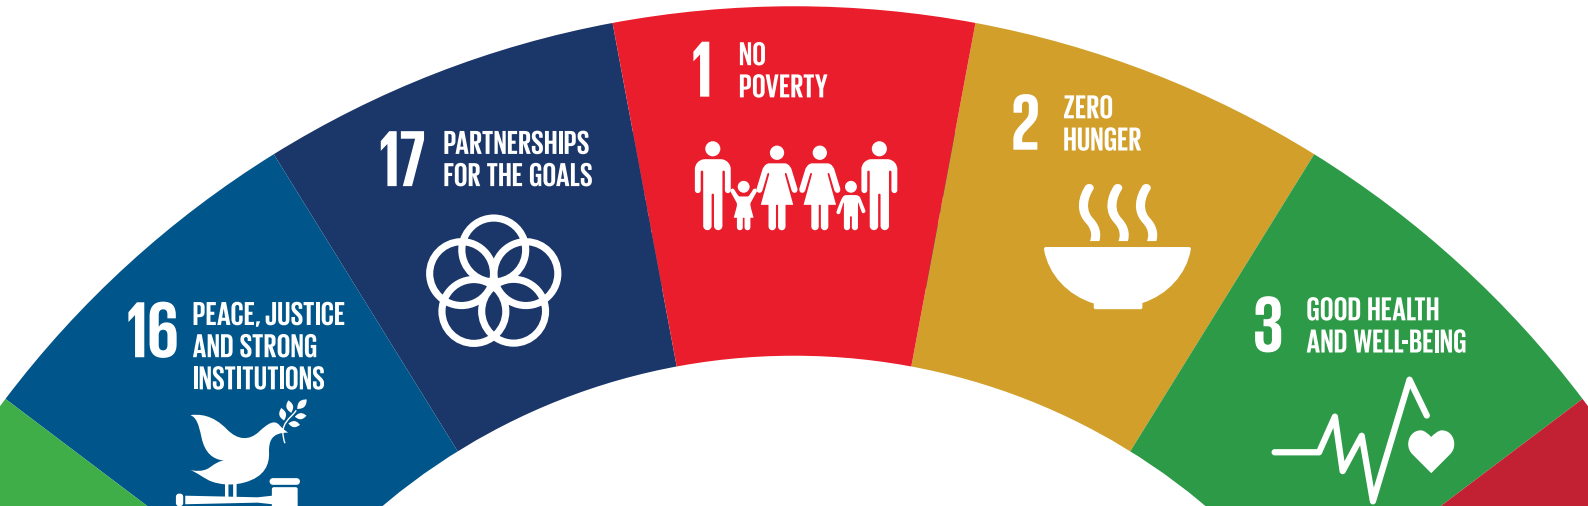 16 PEACE, JUSTICE
AND STRONG
INSTITUTIONS
17 PARTNERSHIPS
FOR THE GOALS
1 NO
POVERTY
2 ZERO
HUNGER
3 GOOD HEALTH
AND WELL-BEING